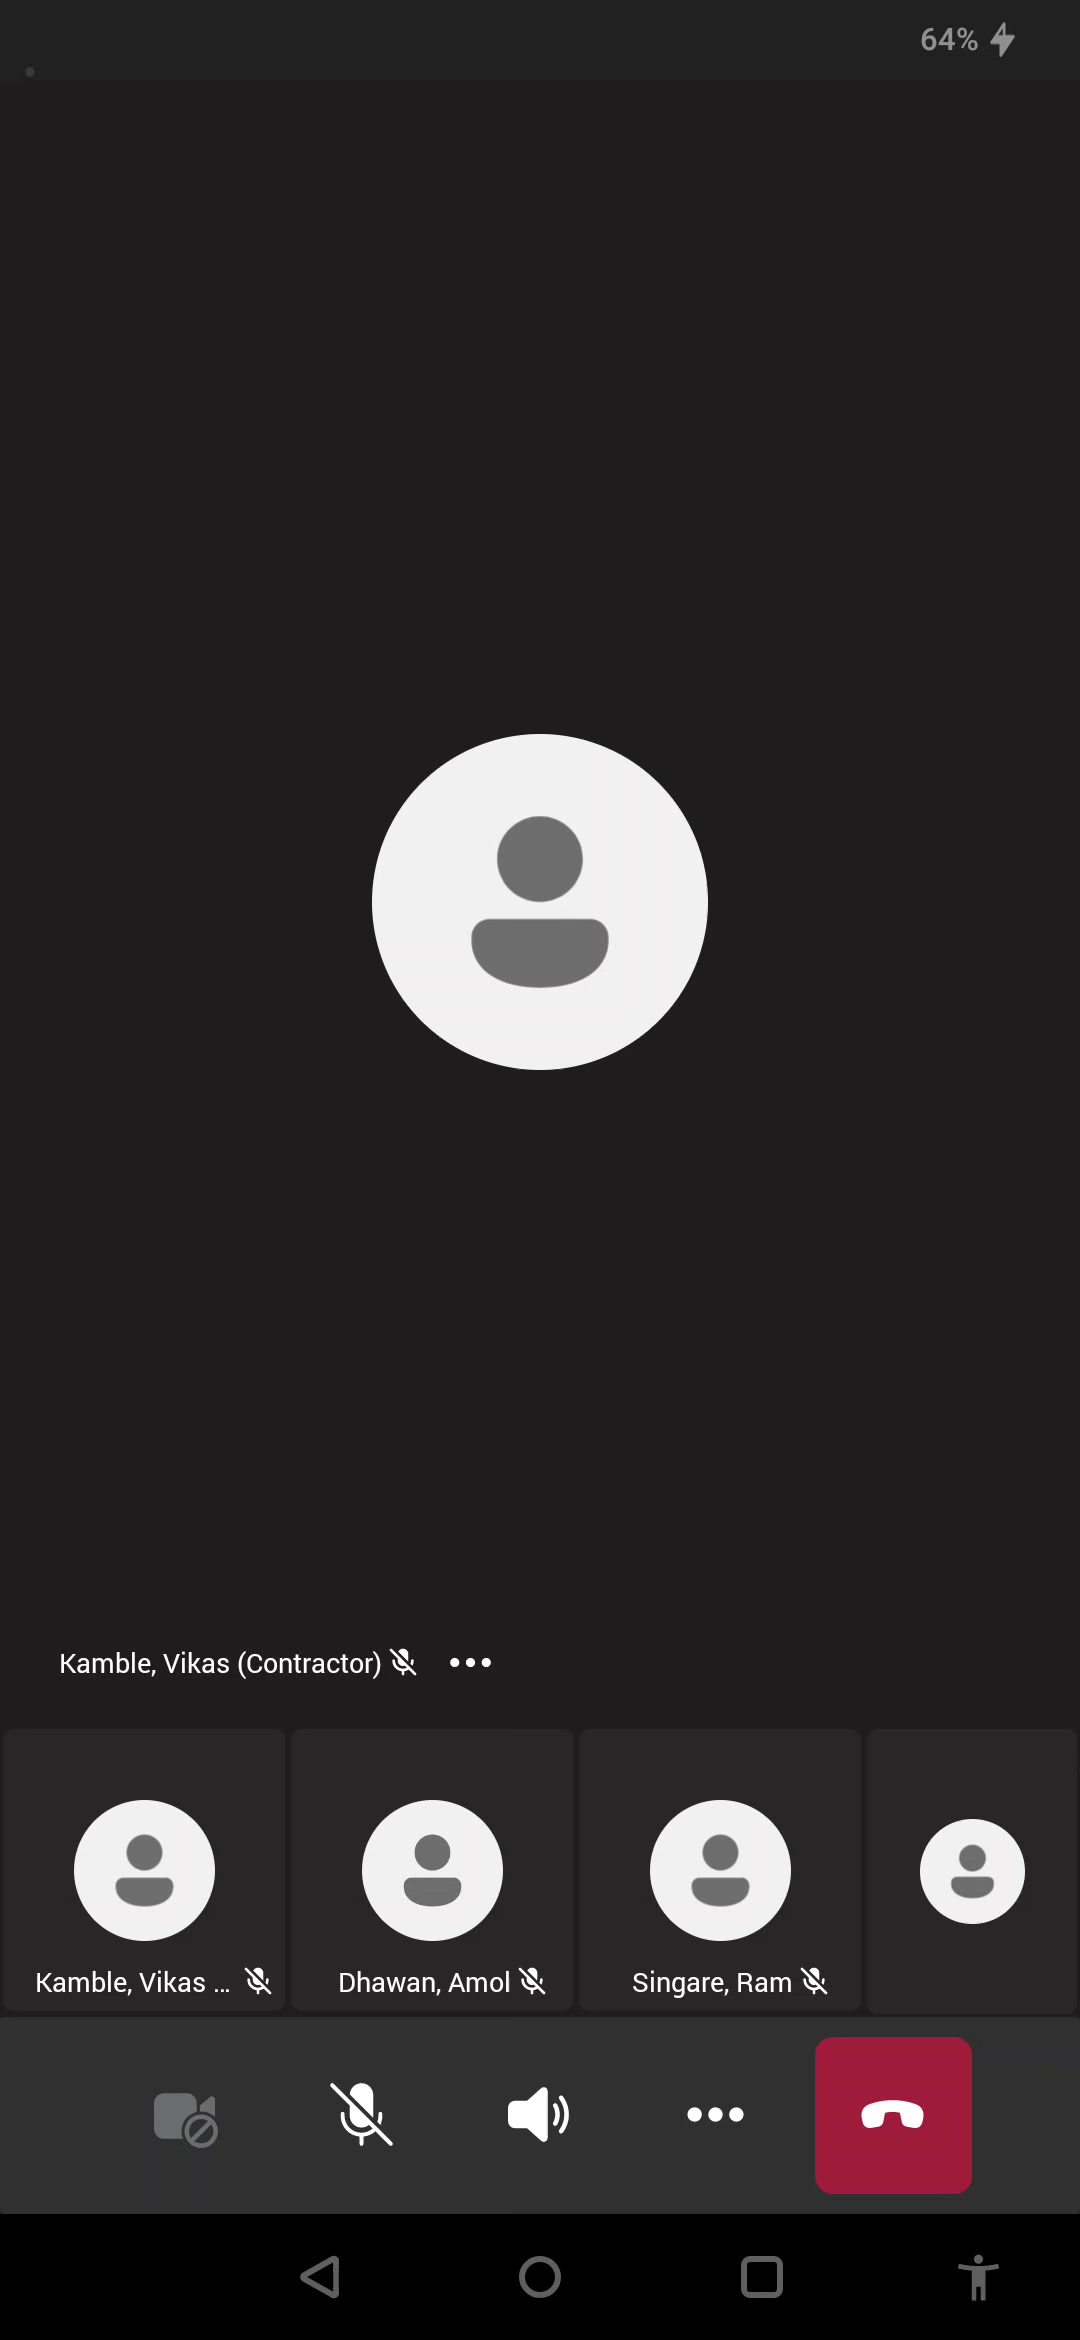 64%
Kamble, Vikas (Contractor)
Kamble, Vikas ...
Dhawan, Amol
Singare, Ram